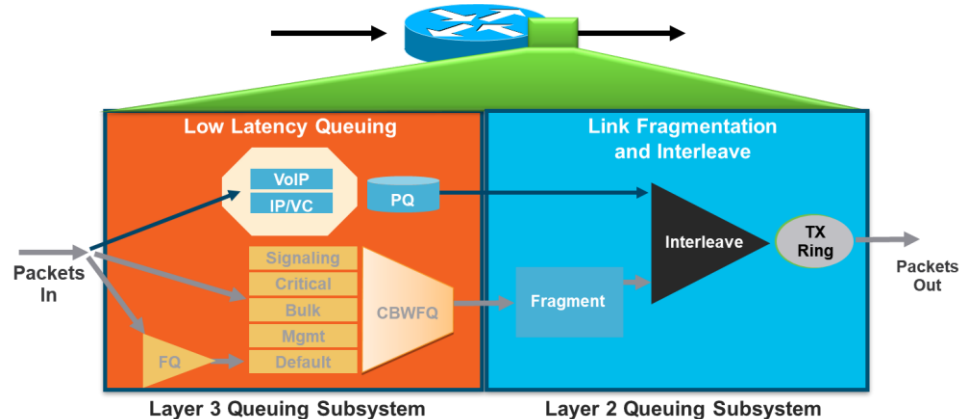 Low Latency Queuing
Link Fragmentation
and Interleave
VoIP
IP/VC
PQ
Packets
In
Signaling
Critical
Bulk
Mgmt
Default
FQ
CBWFQ
Fragment
Interleave
TX
Ring
Packets
Out
Layer 3 Queuing Subsystem
Layer 2 Queuing Subsystem